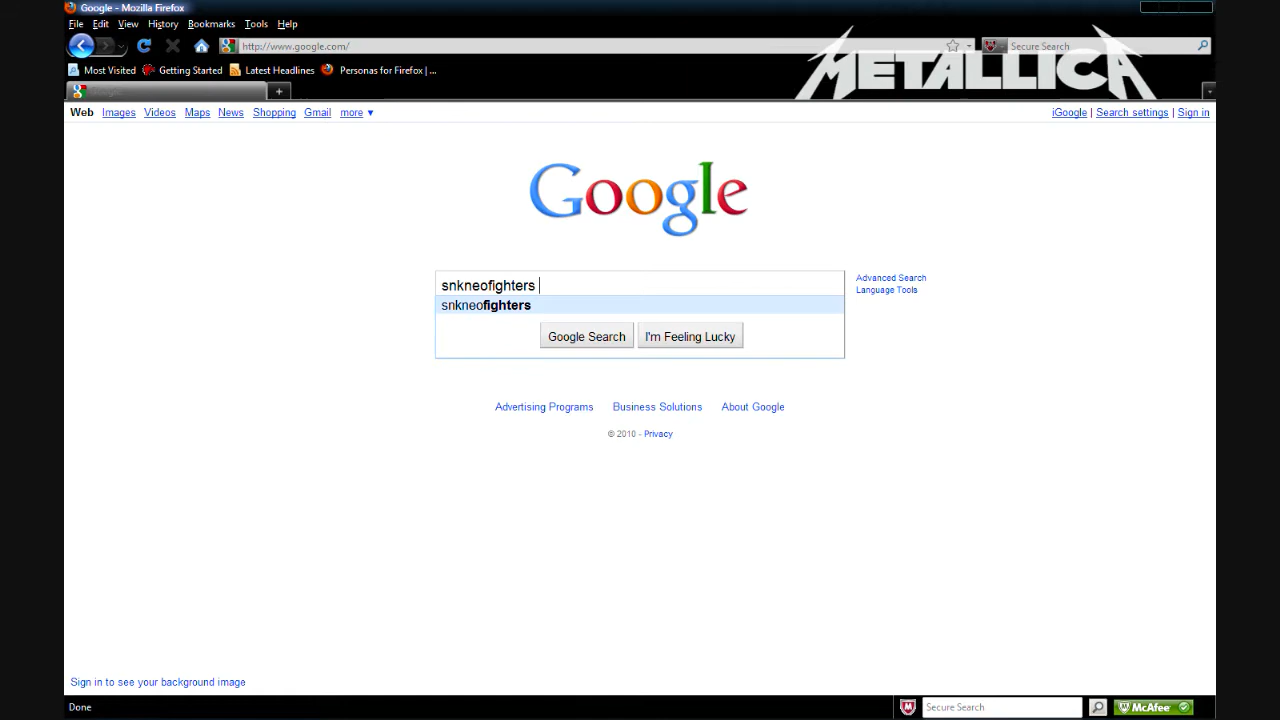 Google - Mozilla Firefox
File Edit View History Bookmarks Tools Help
http://www.google.com/
Secure Search
METALLICA
Most Visited Getting Started Latest Headlines Personas for Firefox | ...
Web Images Videos Maps News Shopping Gmail more ▼
iGoogle | Search settings | Sign in
Google
snkneofighters
snkneofighters
Advanced Search
Language Tools
Google Search I'm Feeling Lucky
Advertising Programs Business Solutions About Google
© 2010 - Privacy
Sign in to see your background image
Done
Secure Search
McAfee